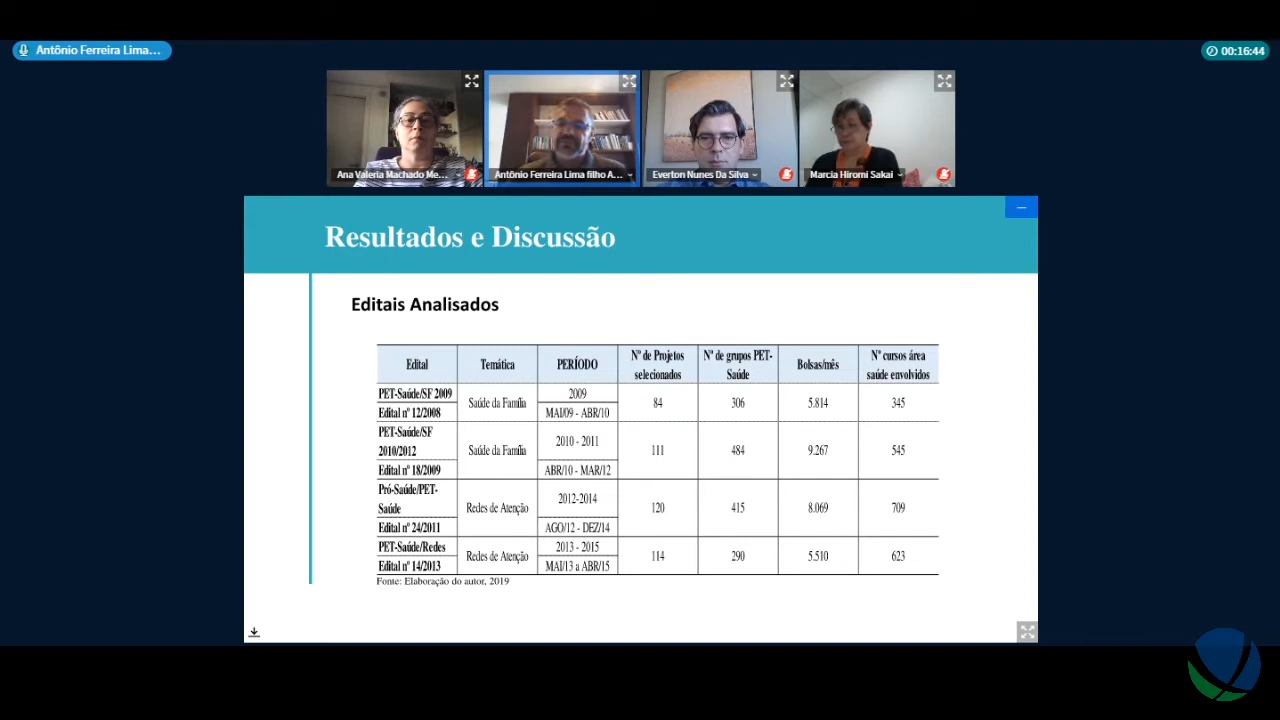 Antônio Ferreira Lima...
00:16:44
Ana Valeria Machado Me...
Antônio Ferreira Lima filho A...
Everton Nunes Da Silva
Marcia Hiromi Sakai
Resultados e Discussão
Editais Analisados
Edital Temática PERÍODO Nº de Projetos selecionados Nº de grupos PET-Saúde Bolsas/mês Nº cursos área saúde envolvidos
PET-Saúde/SF 2009 Saúde da Família 2009 84 306 5.814 345
Edital nº 12/2008 MAI/09 - ABR/10
PET-Saúde/SF
2010/2012 Saúde da Família 2010 - 2011 111 484 9.267 545
Edital nº 18/2009 ABR/10 - MAR/12
Pró-Saúde/PET-
Saúde Redes de Atenção 2012-2014 120 415 8.069 709
Edital nº 24/2011 AGO/12 - DEZ/14
PET-Saúde/Redes Redes de Atenção 2013 - 2015 114 290 5.510 623
Edital nº 14/2013 MAI/13 a ABR/15
Fonte: Elaboração do autor, 2019